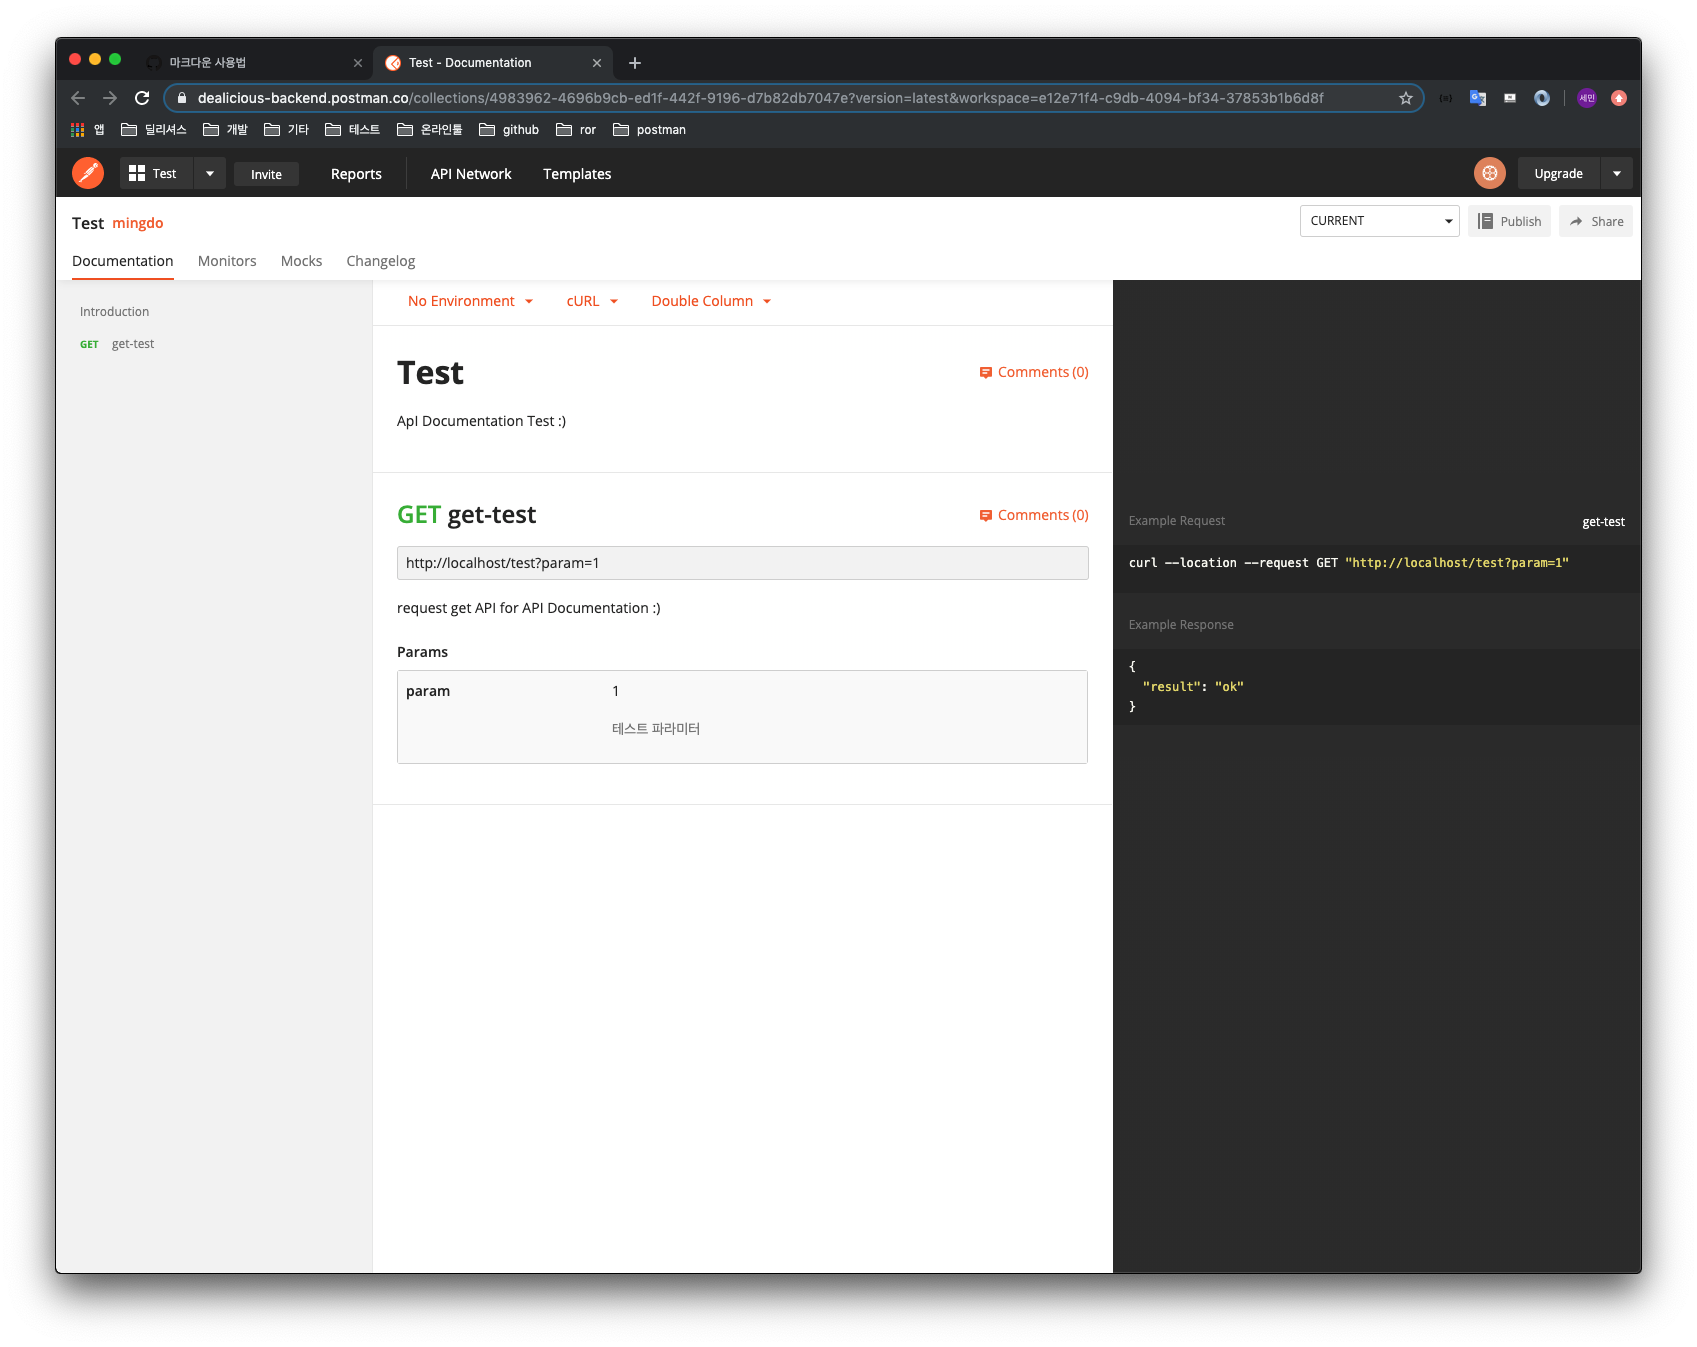 마크다운 사용법
Test - Documentation
dealicious-backend.postman.co/collections/4983962-4696b9cb-ed1f-442f-9196-d7b82db7047e?version=latest&workspace=e12e71f4-c9db-4094-bf34-37853b1b6d8f
세민
앱 딜리셔스 개발 기타 테스트 온라인툴 github ror postman
Test Invite Reports API Network Templates Upgrade
Test mingdo
CURRENT Publish Share
Documentation Monitors Mocks Changelog
Introduction
GET get-test
No Environment cURL Double Column
Test
Comments (0)
ApI Documentation Test :)
GET get-test
Comments (0)
http://localhost/test?param=1
request get API for API Documentation :)
Params
param 1
테스트 파라미터
Example Request get-test
curl --location --request GET "http://localhost/test?param=1"
Example Response
{
"result": "ok"
}